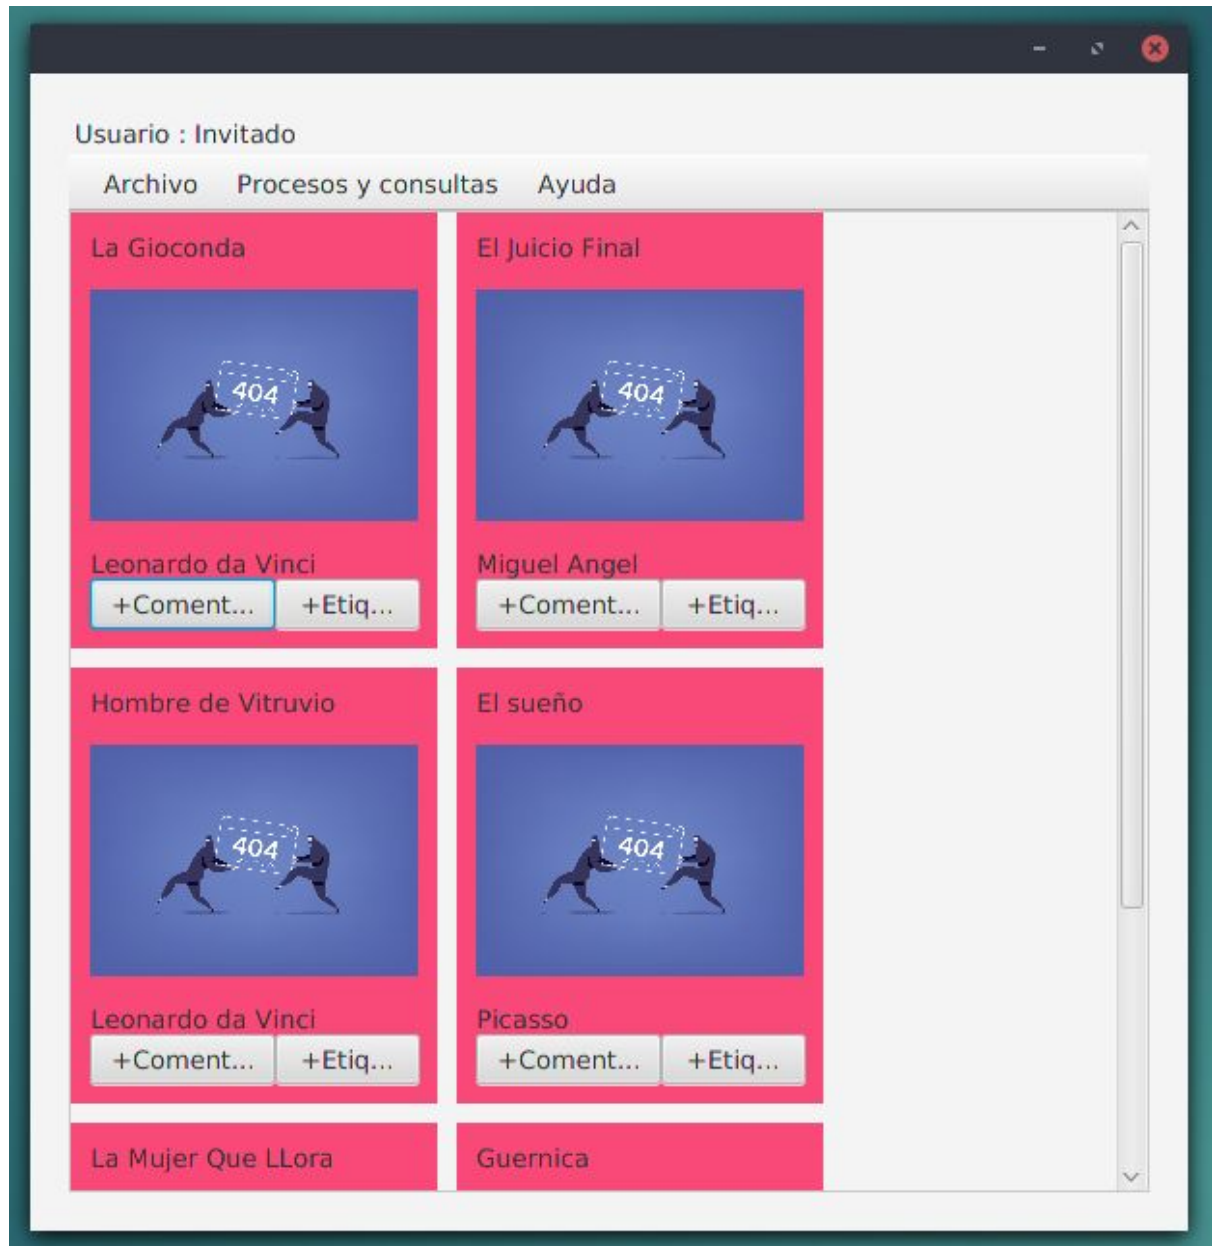 Usuario : Invitado
Archivo Procesos y consultas Ayuda
La Gioconda
404
Leonardo da Vinci
+Coment... +Etiq...
El Juicio Final
404
Miguel Angel
+Coment... +Etiq...
Hombre de Vitruvio
404
Leonardo da Vinci
+Coment... +Etiq...
El sueño
404
Picasso
+Coment... +Etiq...
La Mujer Que LLora
Guernica